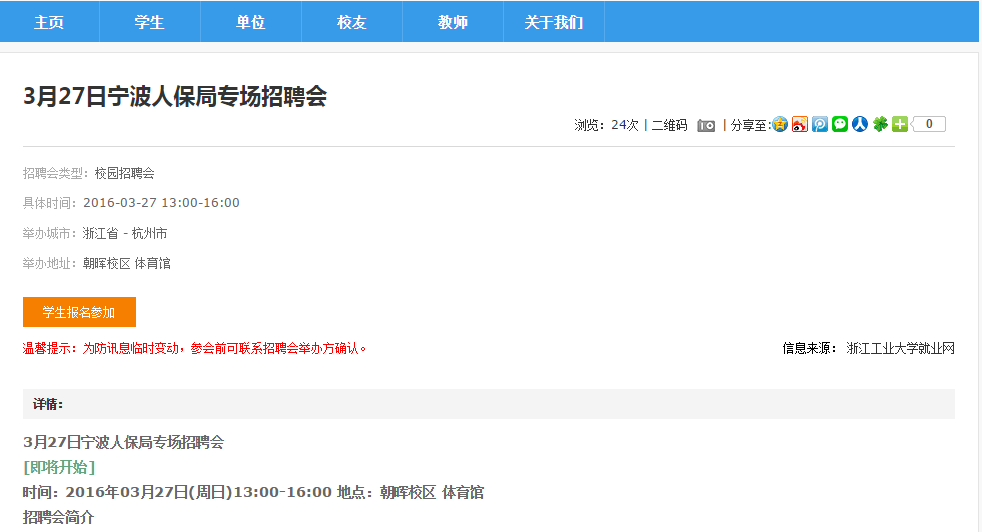 主页 学生 单位 校友 教师 关于我们
3月27日宁波人保局专场招聘会
浏览：24次 | 二维码 | 分享至: 0
招聘会类型：校园招聘会
具体时间：2016-03-27 13:00-16:00
举办城市：浙江省 - 杭州市
举办地址：朝晖校区 体育馆
学生报名参加
温馨提示：为防讯息临时变动，参会前可联系招聘会举办方确认。 信息来源： 浙江工业大学就业网
详情：
3月27日宁波人保局专场招聘会
[即将开始]
时间：2016年03月27日(周日)13:00-16:00 地点：朝晖校区 体育馆
招聘会简介